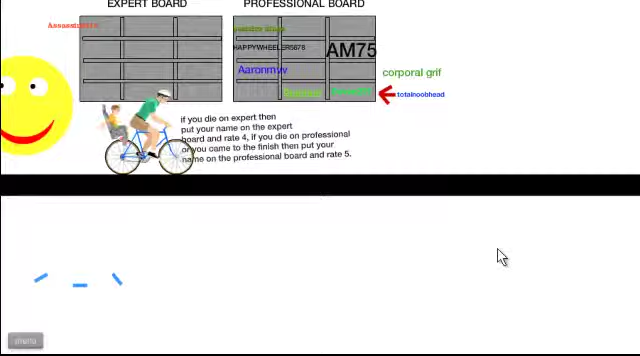 EXPERT BOARD
PROFESSIONAL BOARD
HAPPYWHEELER5678
AM75
Aaronmvv
corporal grif
totalnoobhead
if you die on expert then
put your name on the expert
board and rate 4, if you die on professional
or you came to the finish then put your
name on the professional board and rate 5.
menu